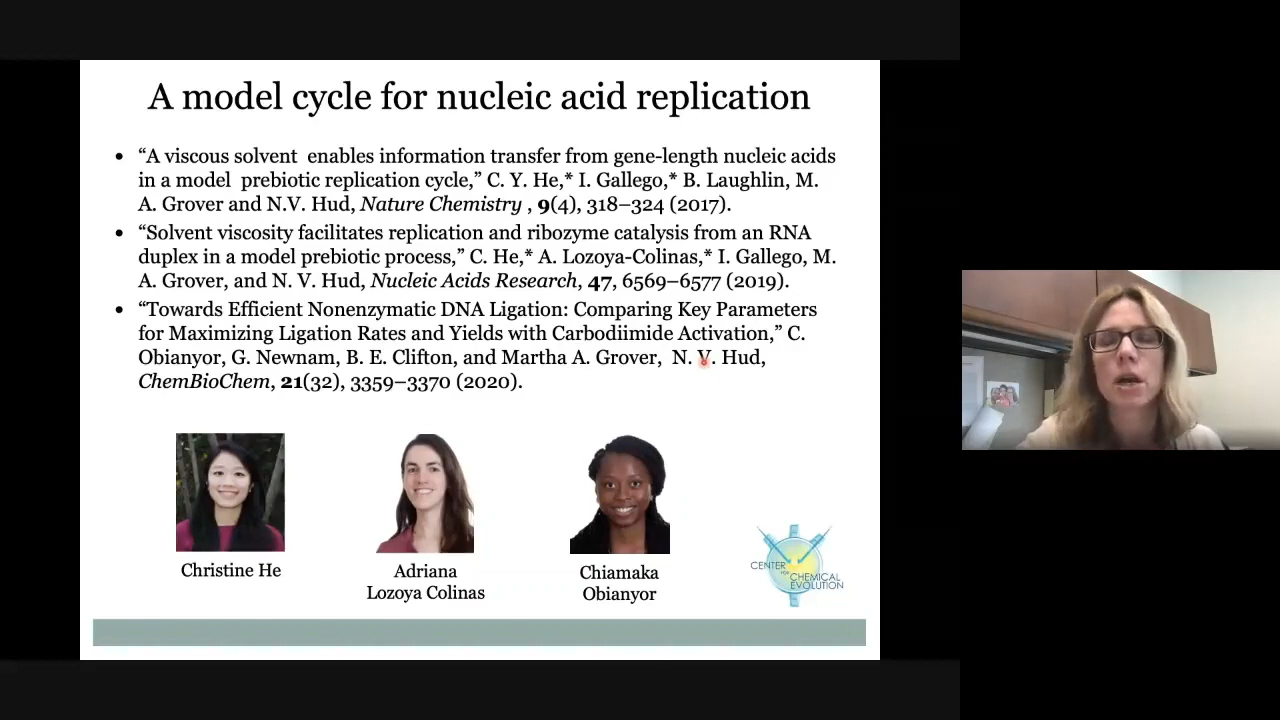 A model cycle for nucleic acid replication
• “A viscous solvent enables information transfer from gene-length nucleic acids
in a model prebiotic replication cycle,” C. Y. He,* I. Gallego,* B. Laughlin, M.
A. Grover and N.V. Hud, Nature Chemistry , 9(4), 318–324 (2017).
• “Solvent viscosity facilitates replication and ribozyme catalysis from an RNA
duplex in a model prebiotic process,” C. He,* A. Lozoya-Colinas,* I. Gallego, M.
A. Grover, and N. V. Hud, Nucleic Acids Research, 47, 6569–6577 (2019).
• “Towards Efficient Nonenzymatic DNA Ligation: Comparing Key Parameters
for Maximizing Ligation Rates and Yields with Carbodiimide Activation,” C.
Obianyor, G. Newnam, B. E. Clifton, and Martha A. Grover, N. V. Hud,
ChemBioChem, 21(32), 3359–3370 (2020).
Christine He
Adriana
Lozoya Colinas
Chiamaka
Obianyor
CENTER
FOR
CHEMICAL
EVOLUTION